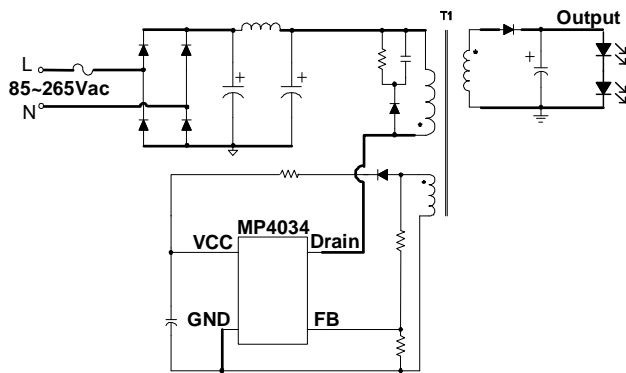 T1
Output
L
85~265Vac
N
MP4034
VCC
Drain
GND
FB